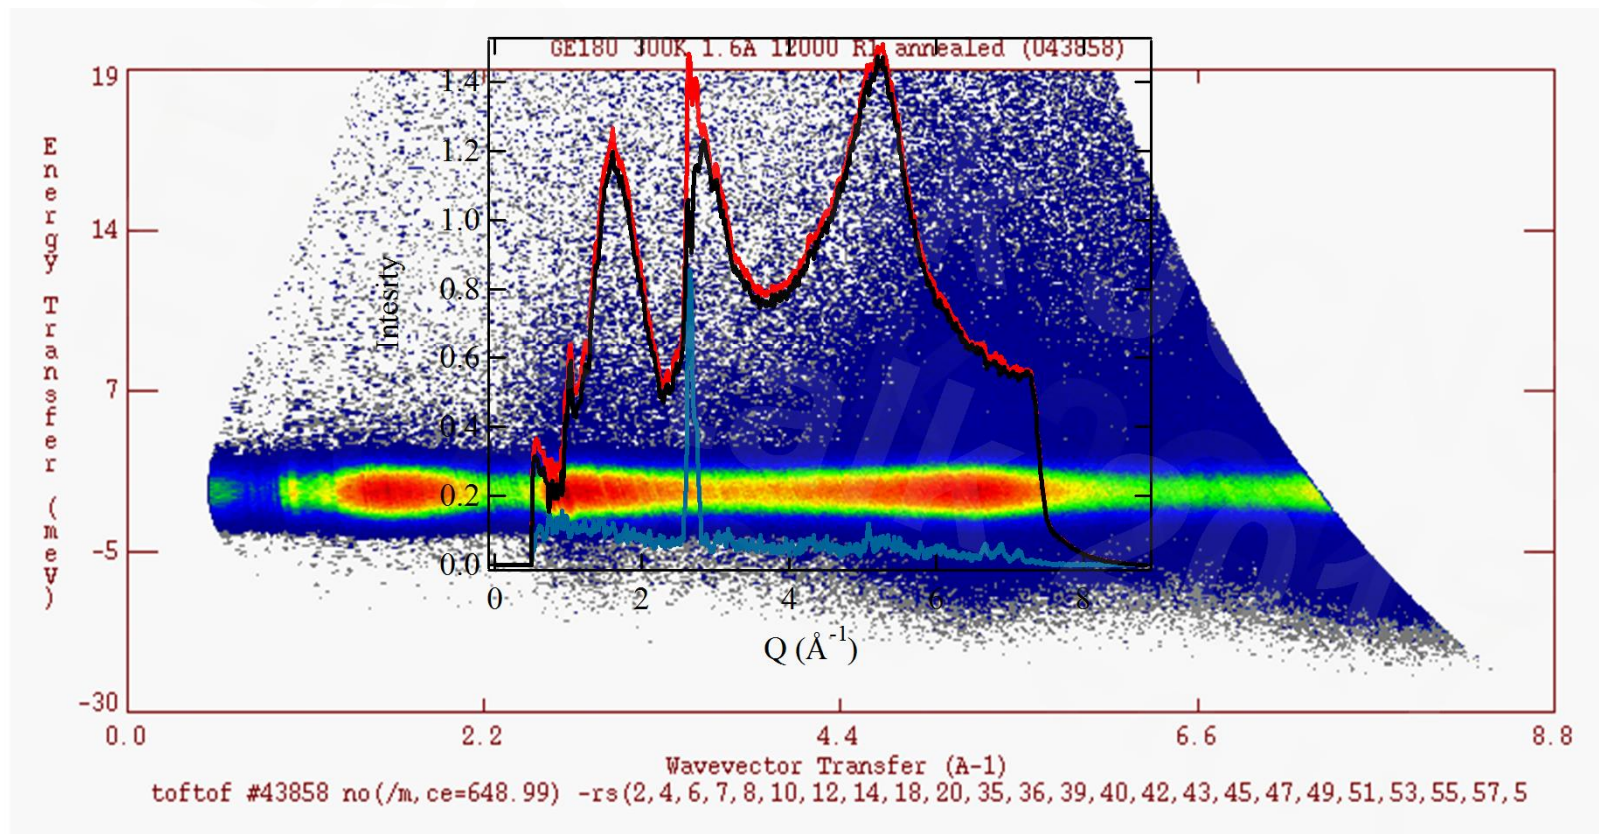 GE180 300K 1.6A 12000 R1 annealed (043858)
19
14
7
-5
-30
Energy Transfer (meV)
1.4
1.2
1.0
0.8
0.6
0.4
0.2
0.0
Intesity
0 2 4 6 8
Q (Å-1)
0.0 2.2 4.4 6.6 8.8
Wavevector Transfer (A-1)
toftof #43858 no(/m,ce=648.99) -rs(2,4,6,7,8,10,12,14,18,20,35,36,39,40,42,43,45,47,49,51,53,55,57,5